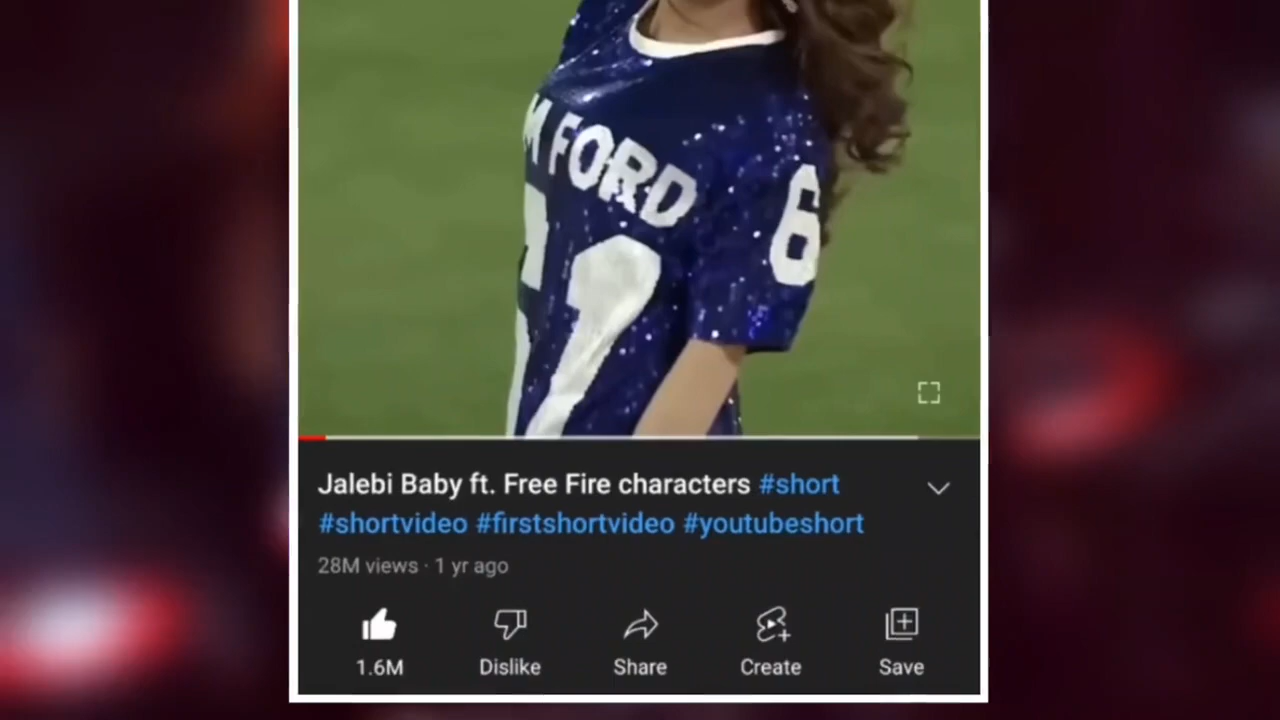 M FORD
6
Jalebi Baby ft. Free Fire characters #short
#shortvideo #firstshortvideo #youtubeshort
28M views · 1 yr ago
1.6M Dislike Share Create Save